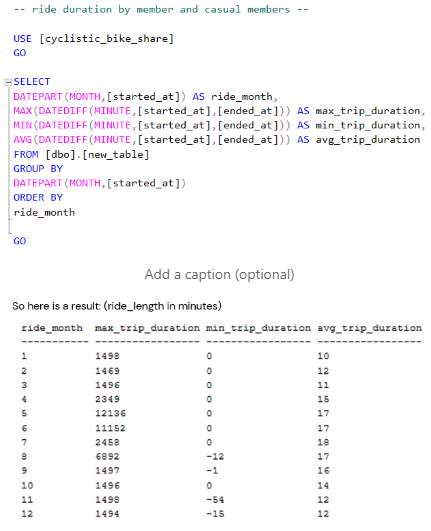 -- ride duration by member and casual members --
USE [cyclistic_bike_share]
GO
SELECT
DATEPART(MONTH,[started_at]) AS ride_month,
MAX(DATEDIFF(MINUTE,[started_at],[ended_at])) AS max_trip_duration,
MIN(DATEDIFF(MINUTE,[started_at],[ended_at])) AS min_trip_duration,
AVG(DATEDIFF(MINUTE,[started_at],[ended_at])) AS avg_trip_duration
FROM [dbo].[new_table]
GROUP BY
DATEPART(MONTH,[started_at])
ORDER BY
ride_month
GO
Add a caption (optional)
So here is a result: (ride_length in minutes)
ride_month max_trip_duration min_trip_duration avg_trip_duration
----------- ----------------- ----------------- -----------------
1 1498 0 10
2 1469 0 12
3 1496 0 11
4 2349 0 15
5 12136 0 17
6 11152 0 17
7 2458 0 18
8 6892 -12 17
9 1497 -1 16
10 1496 0 14
11 1498 -54 12
12 1494 -15 12